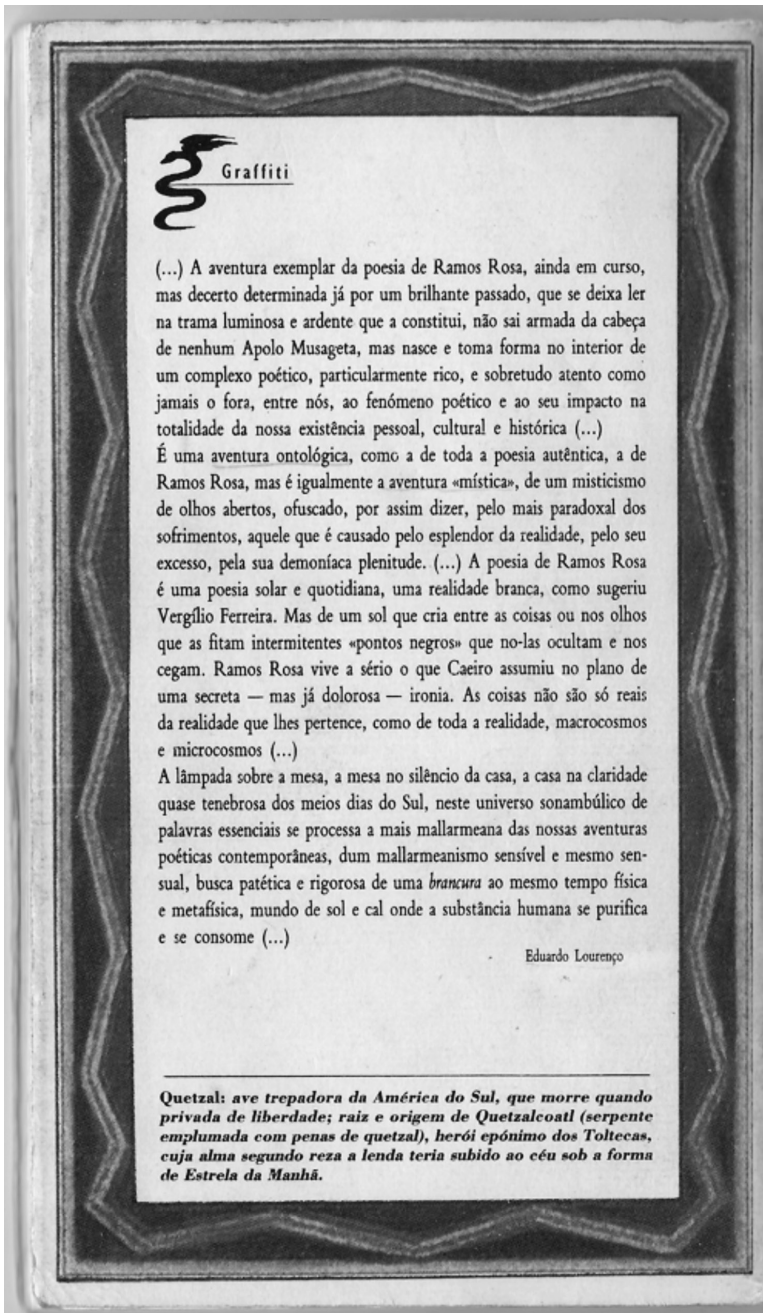 Graffiti
(...) A aventura exemplar da poesia de Ramos Rosa, ainda em curso,
mas decerto determinada já por um brilhante passado, que se deixa ler
na trama luminosa e ardente que a constitui, não sai armada da cabeça
de nenhum Apolo Musageta, mas nasce e toma forma no interior de
um complexo poético, particularmente rico, e sobretudo atento como
jamais o fora, entre nós, ao fenómeno poético e ao seu impacto na
totalidade da nossa existência pessoal, cultural e histórica (...)
É uma aventura ontológica, como a de toda a poesia autêntica, a de
Ramos Rosa, mas é igualmente a aventura «mística», de um misticismo
de olhos abertos, ofuscado, por assim dizer, pelo mais paradoxal dos
sofrimentos, aquele que é causado pelo esplendor da realidade, pelo seu
excesso, pela sua demoníaca plenitude. (...) A poesia de Ramos Rosa
é uma poesia solar e quotidiana, uma realidade branca, como sugeriu
Vergílio Ferreira. Mas de um sol que cria entre as coisas ou nos olhos
que as fitam intermitentes «pontos negros» que no-las ocultam e nos
cegam. Ramos Rosa vive a sério o que Caeiro assumiu no plano de
uma secreta — mas já dolorosa — ironia. As coisas não são só reais
da realidade que lhes pertence, como de toda a realidade, macrocosmos
e microcosmos (...)
A lâmpada sobre a mesa, a mesa no silêncio da casa, a casa na claridade
quase tenebrosa dos meios dias do Sul, neste universo sonambúlico de
palavras essenciais se processa a mais mallarmeana das nossas aventuras
poéticas contemporâneas, dum mallarmeanismo sensível e mesmo sen-
sual, busca patética e rigorosa de uma brancura ao mesmo tempo física
e metafísica, mundo de sol e cal onde a substância humana se purifica
e se consome (...)
Eduardo Lourenço
Quetzal: ave trepadora da América do Sul, que morre quando
privada de liberdade; raiz e origem de Quetzalcoatl (serpente
emplumada com penas de quetzal), herói epónimo dos Toltecas,
cuja alma segundo reza a lenda teria subido ao céu sob a forma
de Estrela da Manhã.